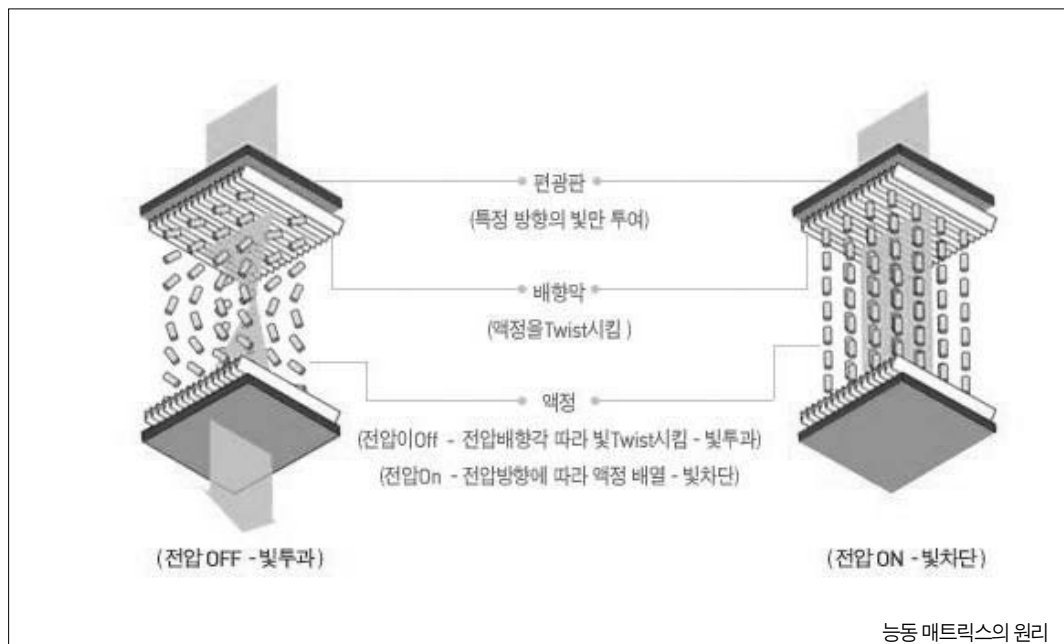 편광판
(특정 방향의 빛만 투여)
배향막
(액정을Twist시킴 )
액정
(전압이Off - 전압배향각 따라 빛Twist시킴 - 빛투과)
(전압On - 전압방향에 따라 액정 배열 - 빛차단)
(전압 OFF - 빛투과)
(전압 ON - 빛차단)
능동 매트릭스의 원리